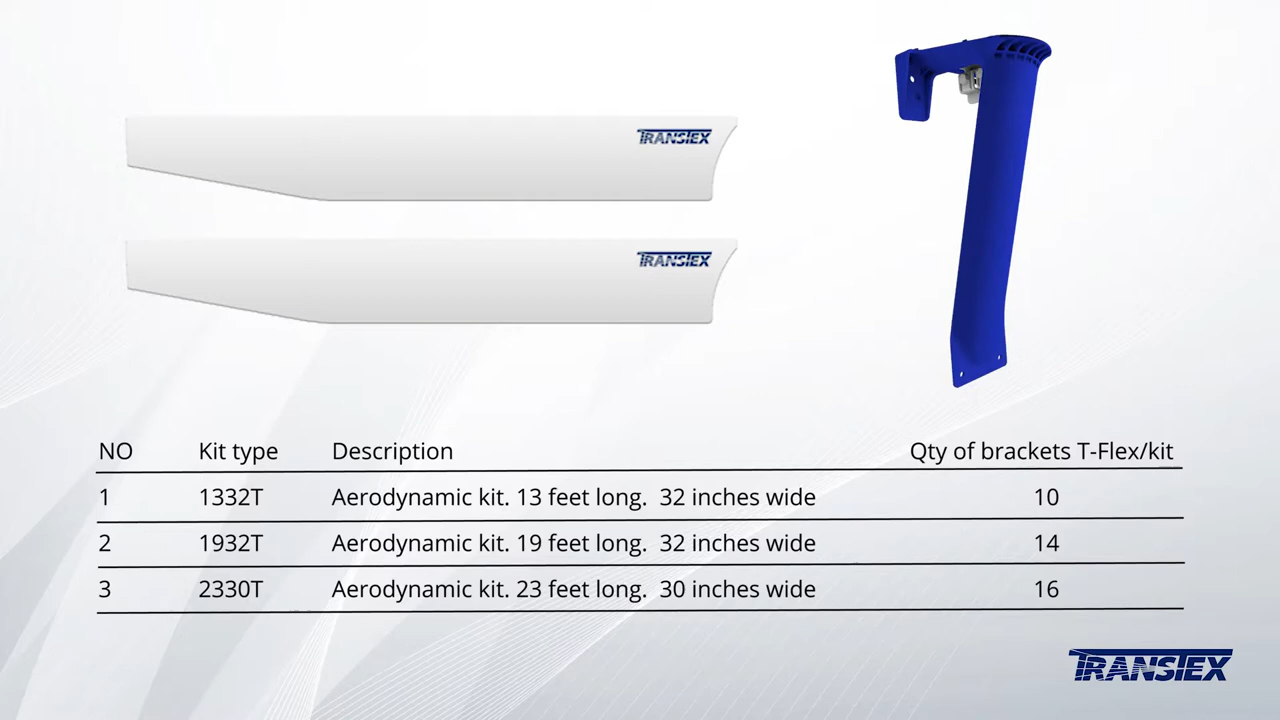 TRANSTEX
TRANSTEX
NO Kit type Description Qty of brackets T-Flex/kit
1 1332T Aerodynamic kit. 13 feet long. 32 inches wide 10
2 1932T Aerodynamic kit. 19 feet long. 32 inches wide 14
3 2330T Aerodynamic kit. 23 feet long. 30 inches wide 16
TRANSTEX